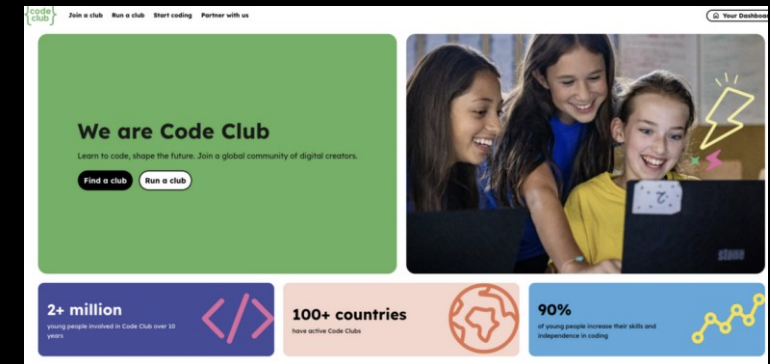 {code
club}
Join a club Run a club Start coding Partner with us
Your Dashboar
We are Code Club
Learn to code, shape the future. Join a global community of digital creators.
Find a club Run a club
2+ million
young people involved in Code Club over 10
years
</>
100+ countries
have active Code Clubs
90%
of young people increase their skills and
independence in coding
stone